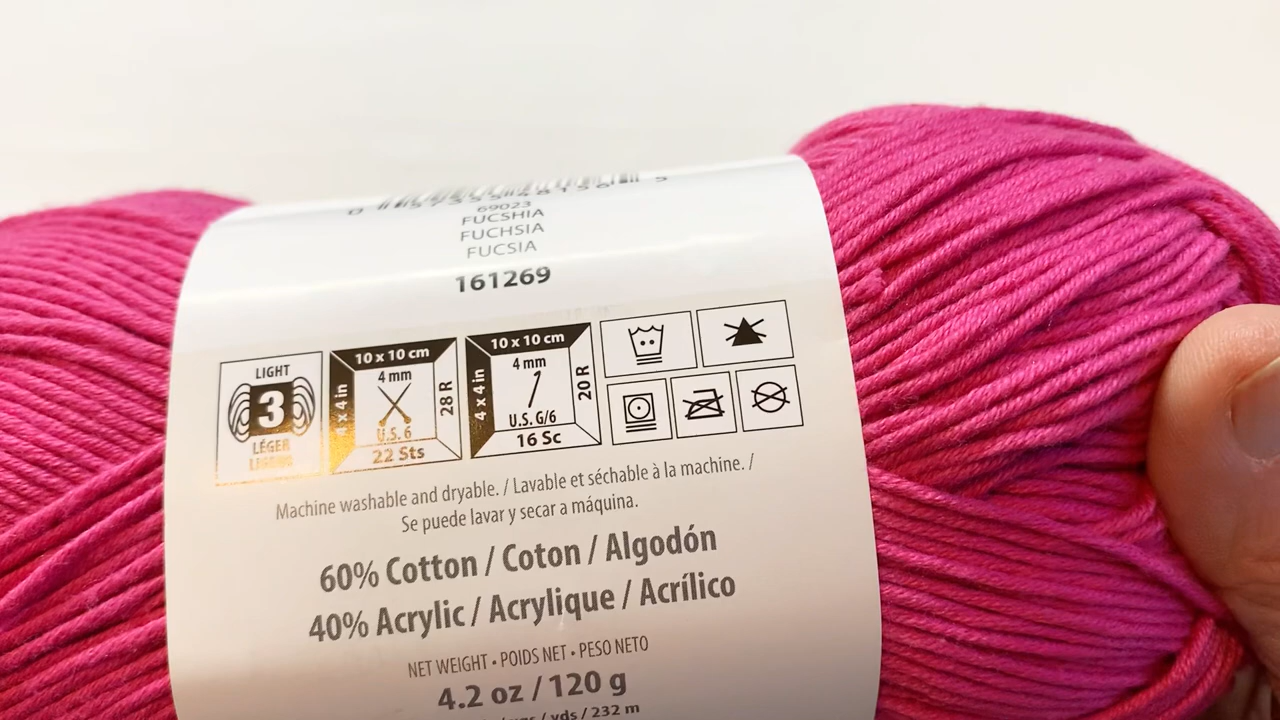 69023
FUCSHIA
FUCHSIA
FUCSIA
161269
LIGHT
3
LÉGER
10 x 10 cm
4 x 4 in
4 mm
28 R
U.S. 6
22 Sts
10 x 10 cm
4 x 4 in
4 mm
20 R
U.S. G/6
16 Sc
Machine washable and dryable. / Lavable et séchable à la machine. /
Se puede lavar y secar a máquina.
60% Cotton / Coton / Algodón
40% Acrylic / Acrylique / Acrílico
NET WEIGHT • POIDS NET • PESO NETO
4.2 oz / 120 g
/ yds / 232 m